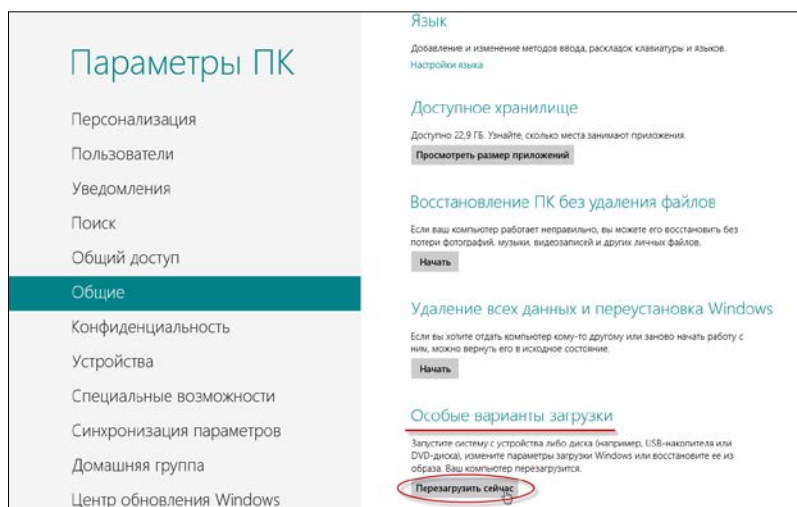 Параметры ПК
Персонализация
Пользователи
Уведомления
Поиск
Общий доступ
Общие
Конфиденциальность
Устройства
Специальные возможности
Синхронизация параметров
Домашняя группа
Центр обновления Windows
Язык
Добавление и изменение методов ввода, раскладок клавиатуры и языков.
Настройки языка
Доступное хранилище
Доступно 22,9 ГБ. Узнайте, сколько места занимают приложения.
Просмотреть размер приложений
Восстановление ПК без удаления файлов
Если ваш компьютер работает неправильно, вы можете его восстановить без
потери фотографий, музыки, видеозаписей и других личных файлов.
Начать
Удаление всех данных и переустановка Windows
Если вы хотите отдать компьютер кому-то другому или заново начать работу с
ним, можно вернуть его в исходное состояние.
Начать
Особые варианты загрузки
Запустите систему с устройства либо диска (например, USB-накопителя или
DVD-диска), измените параметры загрузки Windows или восстановите ее из
образа. Ваш компьютер перезагрузится.
Перезагрузить сейчас